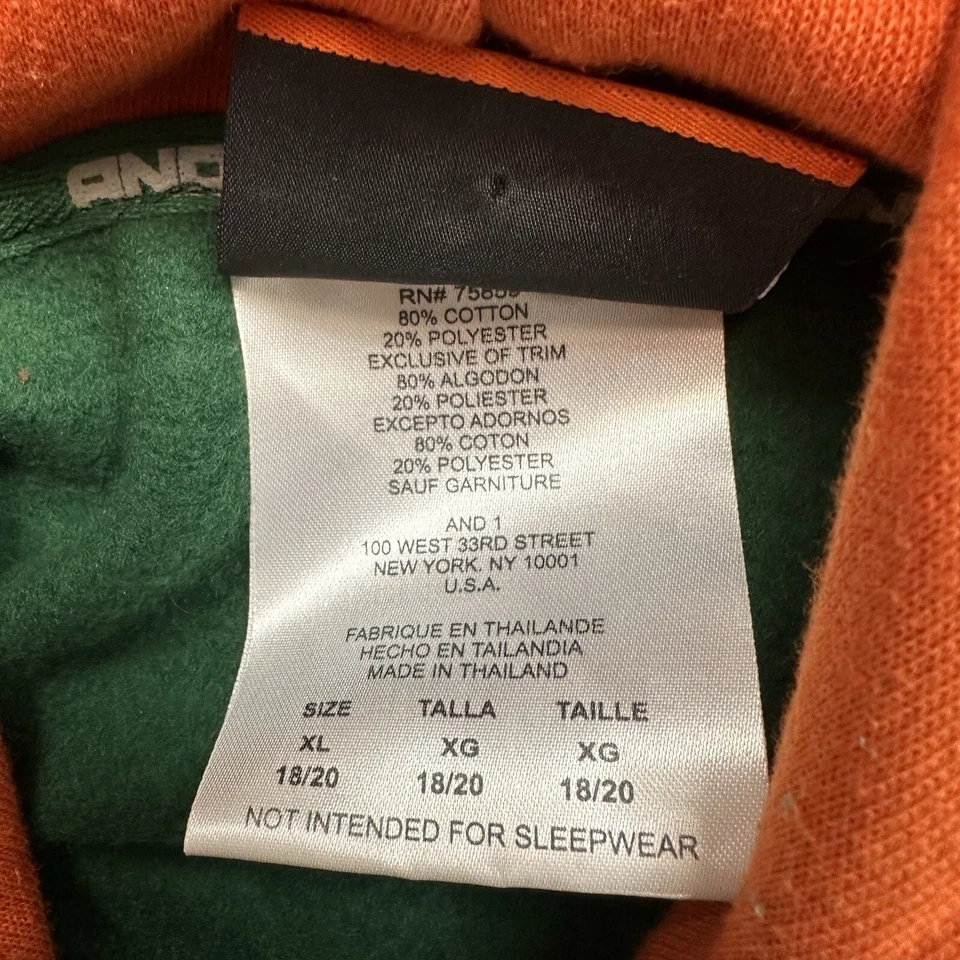 AND
RN#
80% COTTON
20% POLYESTER
EXCLUSIVE OF TRIM
80% ALGODON
20% POLIESTER
EXCEPTO ADORNOS
80% COTON
20% POLYESTER
SAUF GARNITURE
AND 1
100 WEST 33RD STREET
NEW YORK, NY 10001
U.S.A.
FABRIQUE EN THAILANDE
HECHO EN TAILANDIA
MADE IN THAILAND
SIZE TALLA TAILLE
XL XG XG
18/20 18/20 18/20
NOT INTENDED FOR SLEEPWEAR